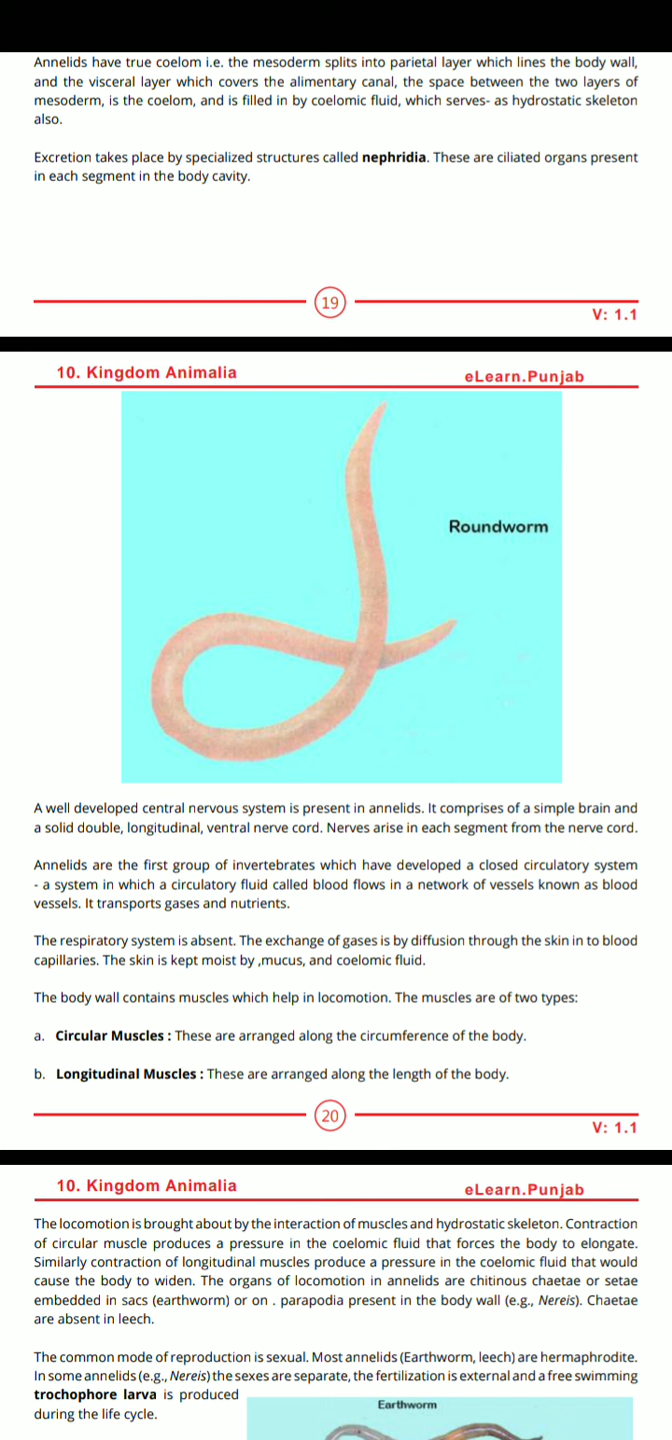 Annelids have true coelom i.e. the mesoderm splits into parietal layer which lines the body wall,
and the visceral layer which covers the alimentary canal, the space between the two layers of
mesoderm, is the coelom, and is filled in by coelomic fluid, which serves- as hydrostatic skeleton
also.
Excretion takes place by specialized structures called nephridia. These are ciliated organs present
in each segment in the body cavity.
19
V: 1.1
10. Kingdom Animalia
eLearn.Punjab
Roundworm
A well developed central nervous system is present in annelids. It comprises of a simple brain and
a solid double, longitudinal, ventral nerve cord. Nerves arise in each segment from the nerve cord.
Annelids are the first group of invertebrates which have developed a closed circulatory system
- a system in which a circulatory fluid called blood flows in a network of vessels known as blood
vessels. It transports gases and nutrients.
The respiratory system is absent. The exchange of gases is by diffusion through the skin in to blood
capillaries. The skin is kept moist by ,mucus, and coelomic fluid.
The body wall contains muscles which help in locomotion. The muscles are of two types:
a. Circular Muscles : These are arranged along the circumference of the body.
b. Longitudinal Muscles : These are arranged along the length of the body.
20
V: 1.1
10. Kingdom Animalia
eLearn.Punjab
The locomotion is brought about by the interaction of muscles and hydrostatic skeleton. Contraction
of circular muscle produces a pressure in the coelomic fluid that forces the body to elongate.
Similarly contraction of longitudinal muscles produce a pressure in the coelomic fluid that would
cause the body to widen. The organs of locomotion in annelids are chitinous chaetae or setae
embedded in sacs (earthworm) or on . parapodia present in the body wall (e.g., Nereis). Chaetae
are absent in leech.
The common mode of reproduction is sexual. Most annelids (Earthworm, leech) are hermaphrodite.
In some annelids (e.g., Nereis) the sexes are separate, the fertilization is external and a free swimming
trochophore larva is produced
during the life cycle.
Earthworm